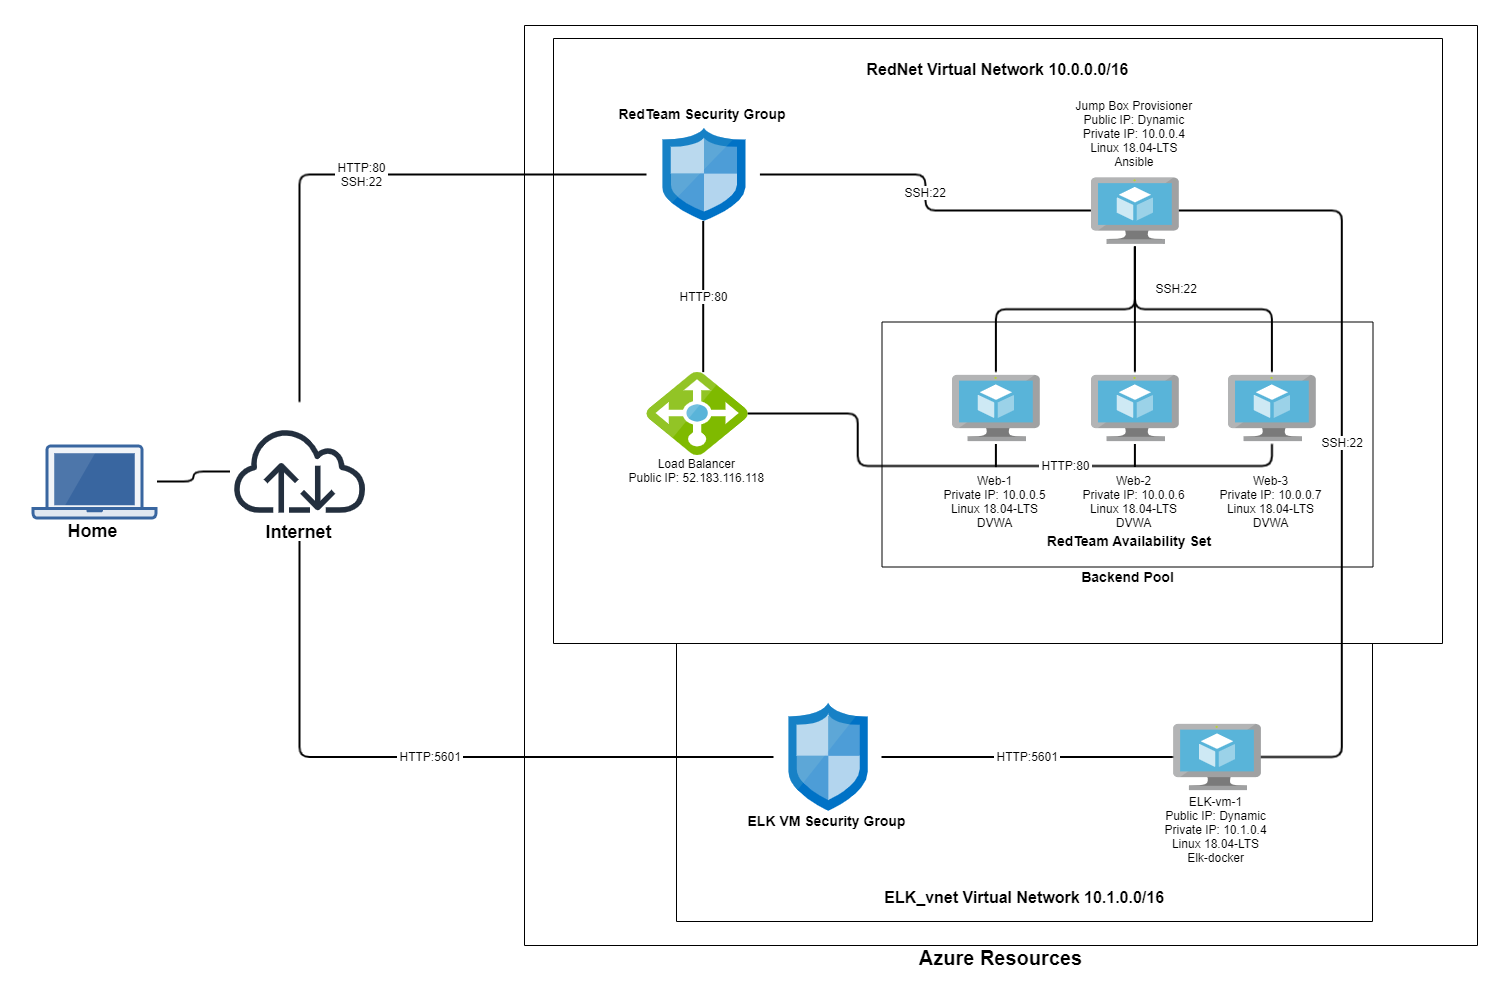 RedNet Virtual Network 10.0.0.0/16
RedTeam Security Group
Jump Box Provisioner
Public IP: Dynamic
Private IP: 10.0.0.4
Linux 18.04-LTS
Ansible
HTTP:80
SSH:22
SSH:22
SSH:22
HTTP:80
SSH:22
Load Balancer
Public IP: 52.183.116.118
HTTP:80
Web-1
Private IP: 10.0.0.5
Linux 18.04-LTS
DVWA
Web-2
Private IP: 10.0.0.6
Linux 18.04-LTS
DVWA
Web-3
Private IP: 10.0.0.7
Linux 18.04-LTS
DVWA
RedTeam Availability Set
Backend Pool
Home
Internet
HTTP:5601
HTTP:5601
ELK VM Security Group
ELK-vm-1
Public IP: Dynamic
Private IP: 10.1.0.4
Linux 18.04-LTS
Elk-docker
ELK_vnet Virtual Network 10.1.0.0/16
Azure Resources